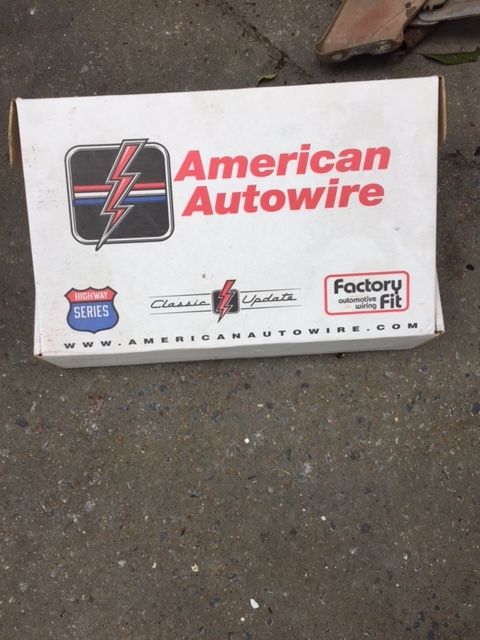 American
Autowire
HIGHWAY
SERIES
Classic Update
Factory
automotive
wiring
Fit
WWW.AMERICANAUTOWIRE.COM